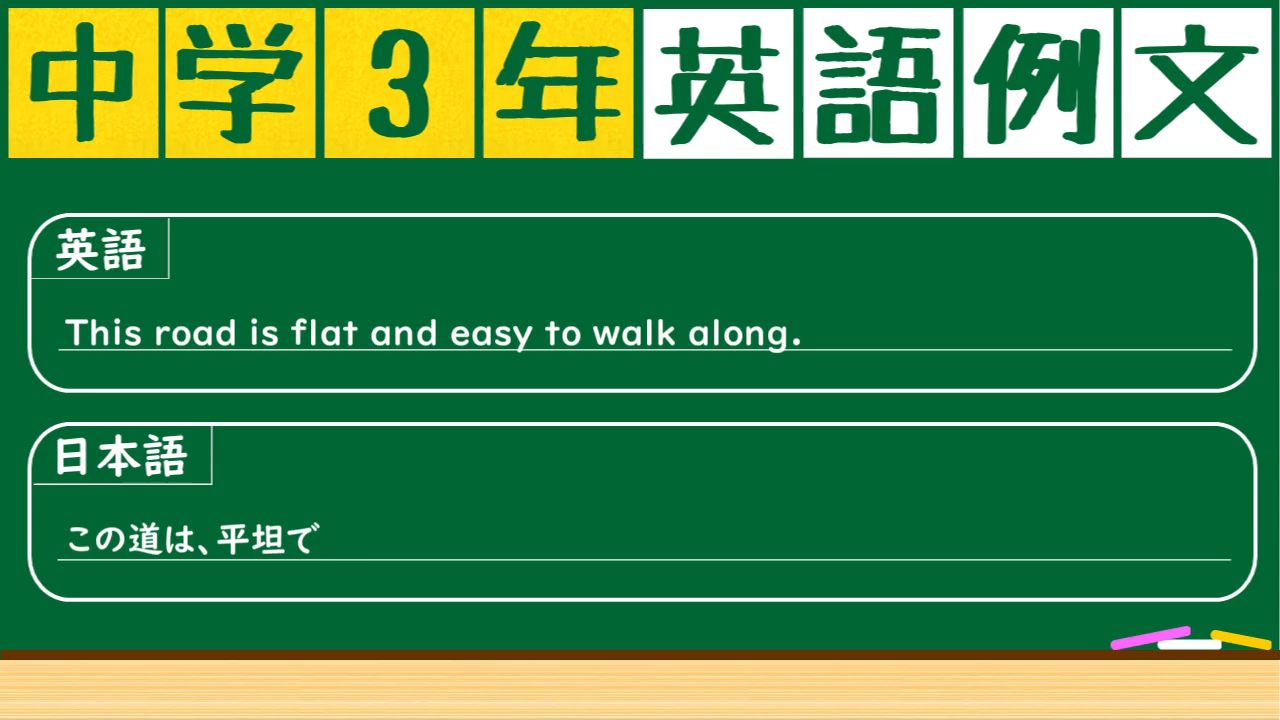 中学3年英語例文
英語
This road is flat and easy to walk along.
日本語
この道は、平坦で